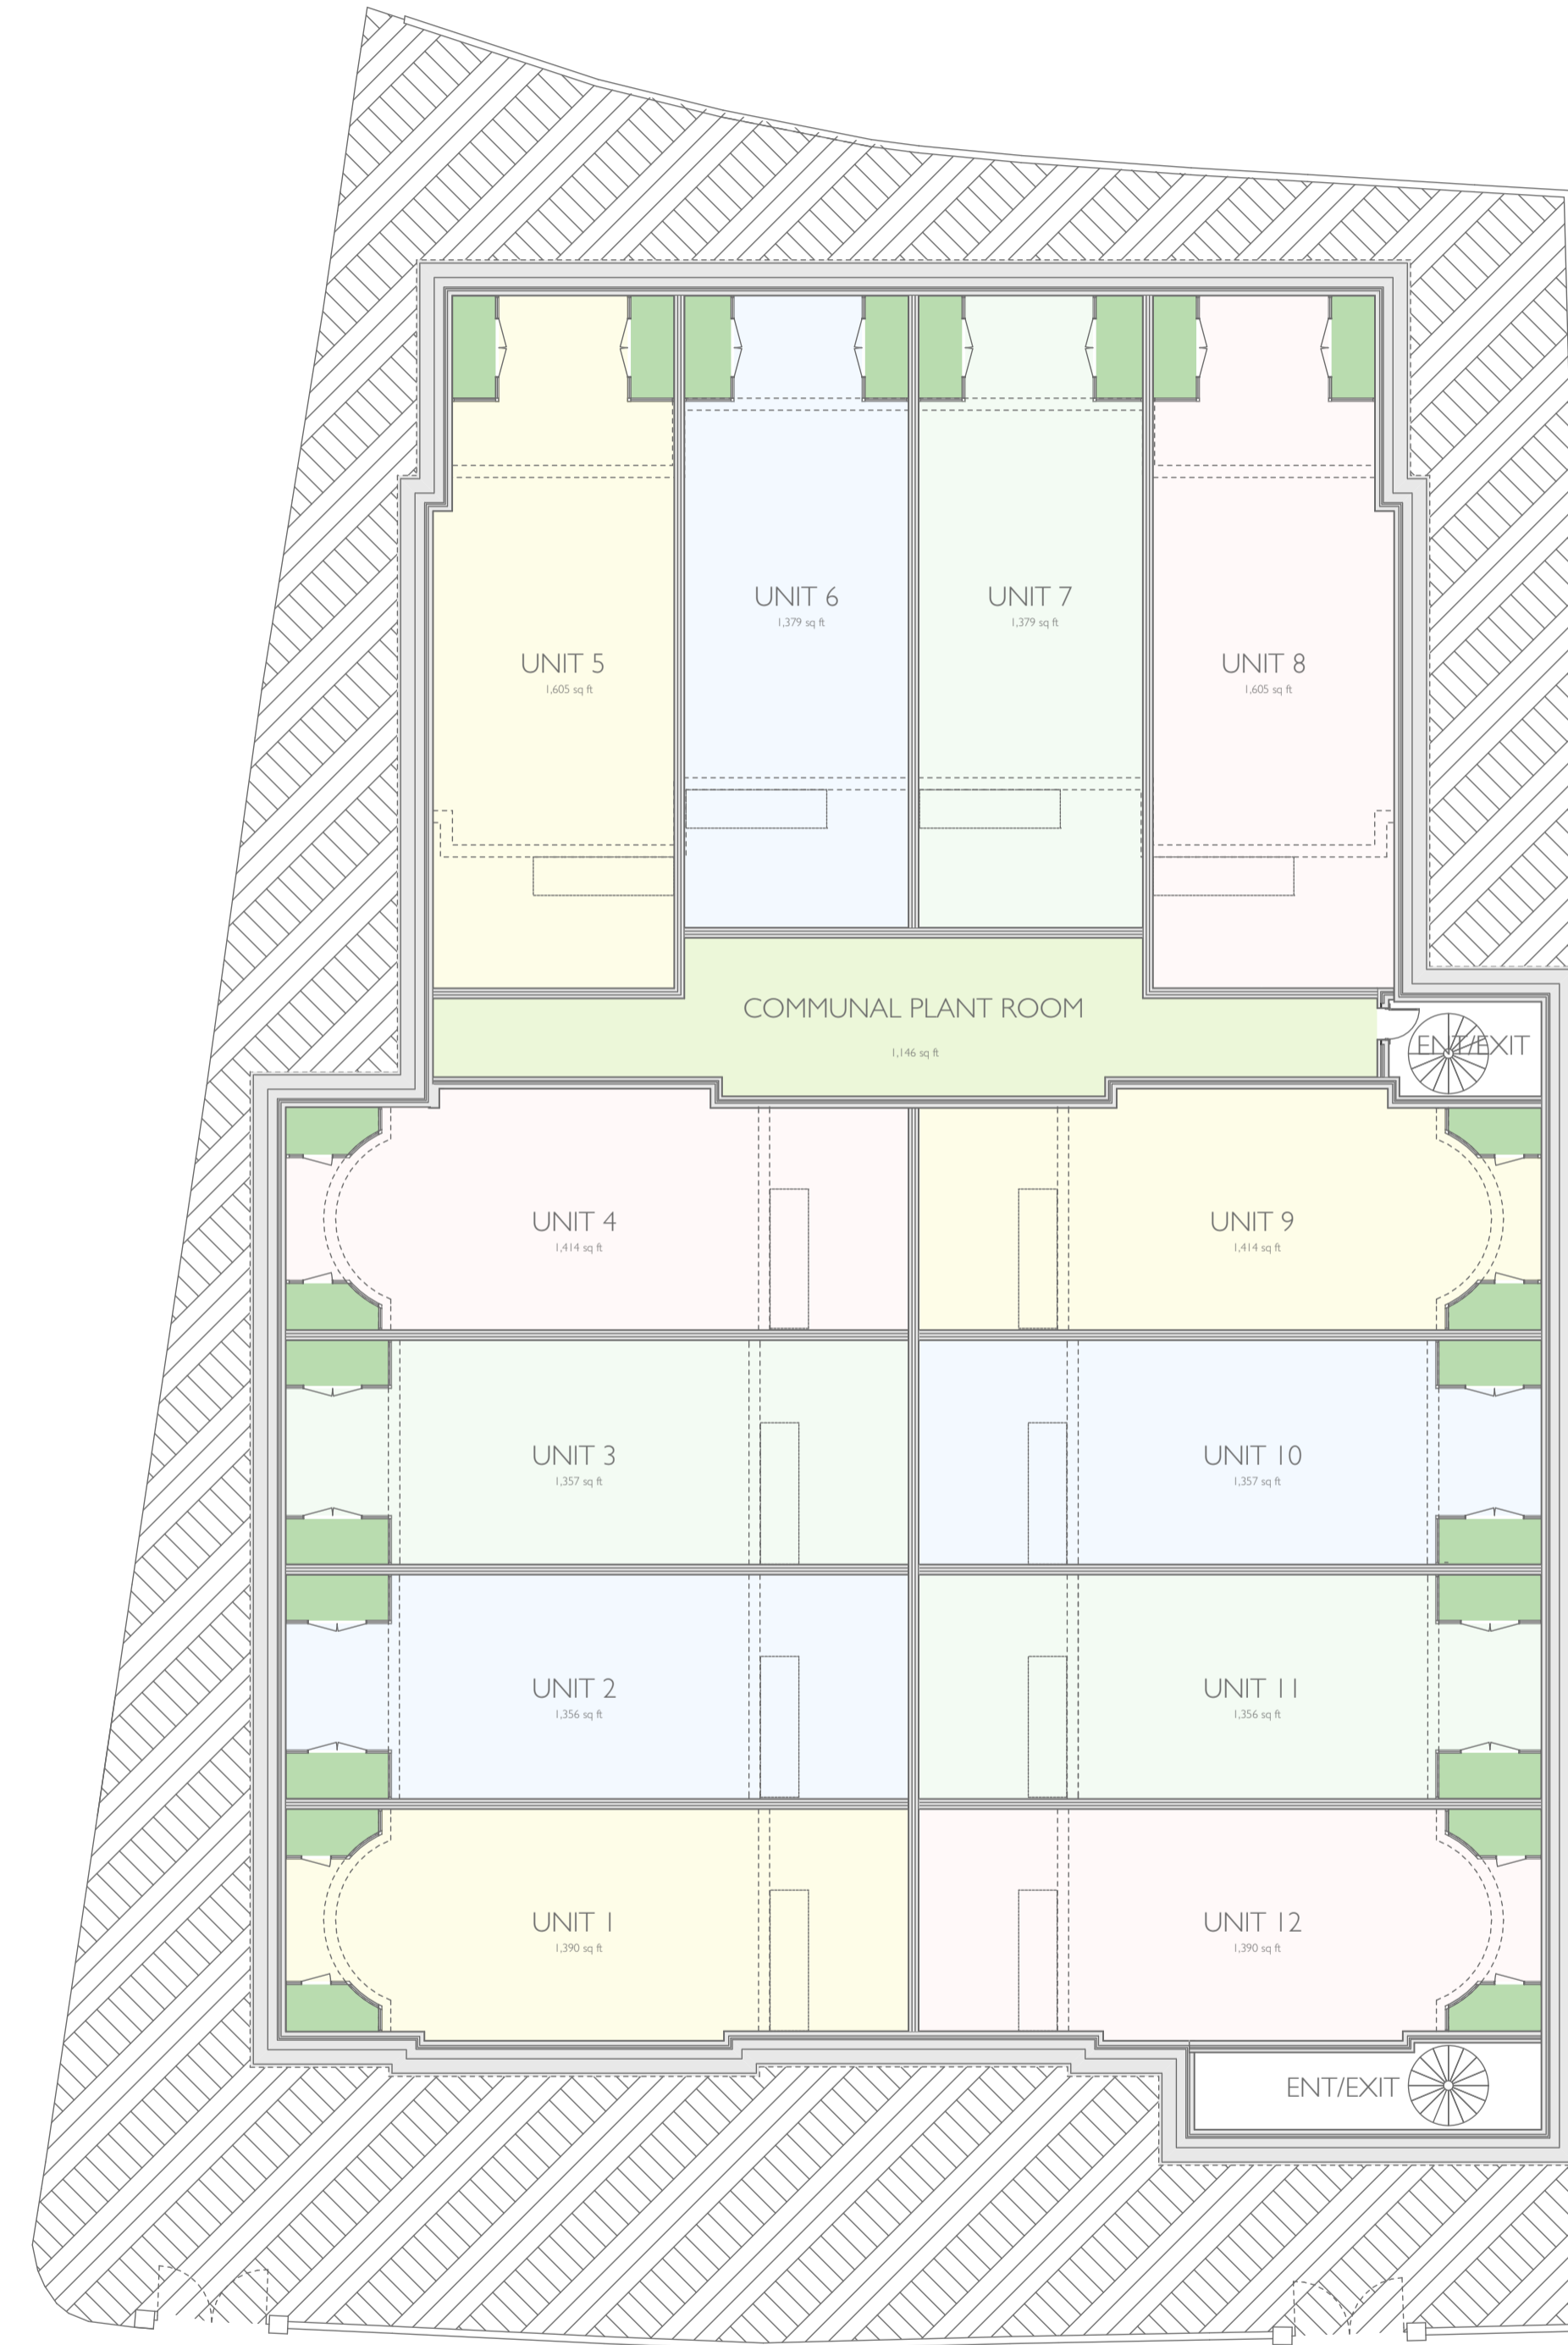 UNIT 6
1,379 sq ft
UNIT 7
1,379 sq ft
UNIT 5
1,605 sq ft
UNIT 8
1,605 sq ft
COMMUNAL PLANT ROOM
1,146 sq ft
ENT/EXIT
UNIT 4
1,414 sq ft
UNIT 9
1,414 sq ft
UNIT 3
1,357 sq ft
UNIT 10
1,357 sq ft
UNIT 2
1,356 sq ft
UNIT 11
1,356 sq ft
UNIT 1
1,390 sq ft
UNIT 12
1,390 sq ft
ENT/EXIT